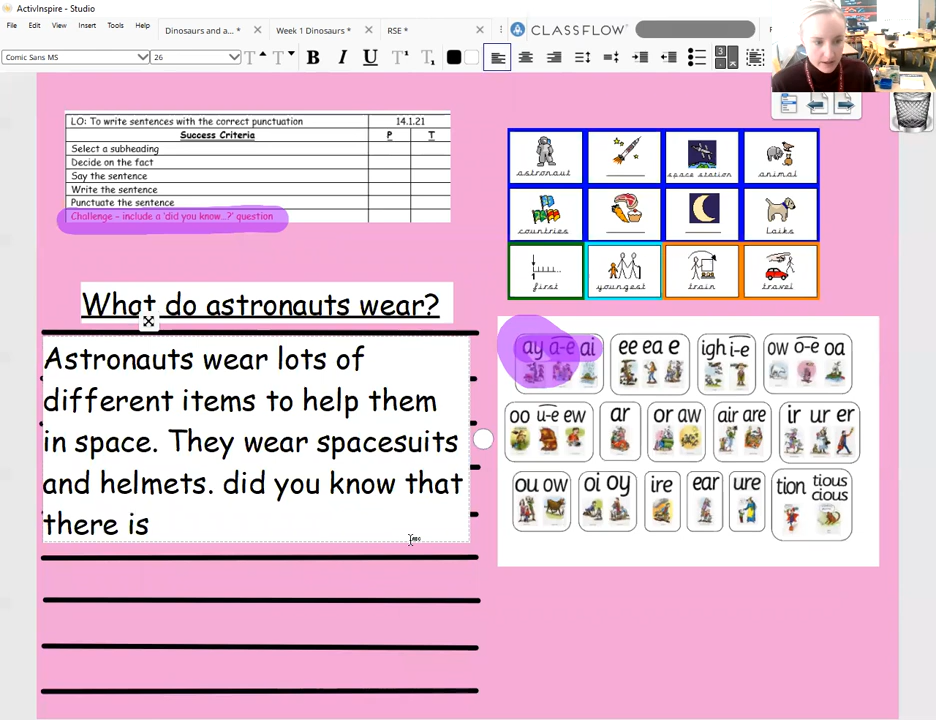 ActivInspire - Studio
File Edit View Insert Tools Help
Dinosaurs and a... * × Week 1 Dinosaurs * × RSE * × CLASSFLOW
Comic Sans MS 26 B I U
LO: To write sentences with the correct punctuation 14.1.21
Success Criteria P T
Select a subheading
Decide on the fact
Say the sentence
Write the sentence
Punctuate the sentence
Challenge – include a 'did you know...?' question
What do astronauts wear?
Astronauts wear lots of
different items to help them
in space. They wear spacesuits
and helmets. did you know that
there is
astronaut space station animal
countries laika
first youngest train travel
ay a-e ai ee ea e igh i-e ow o-e oa
oo u-e ew ar or aw air are ir ur er
ou ow oi oy ire ear ure tion tious
cious